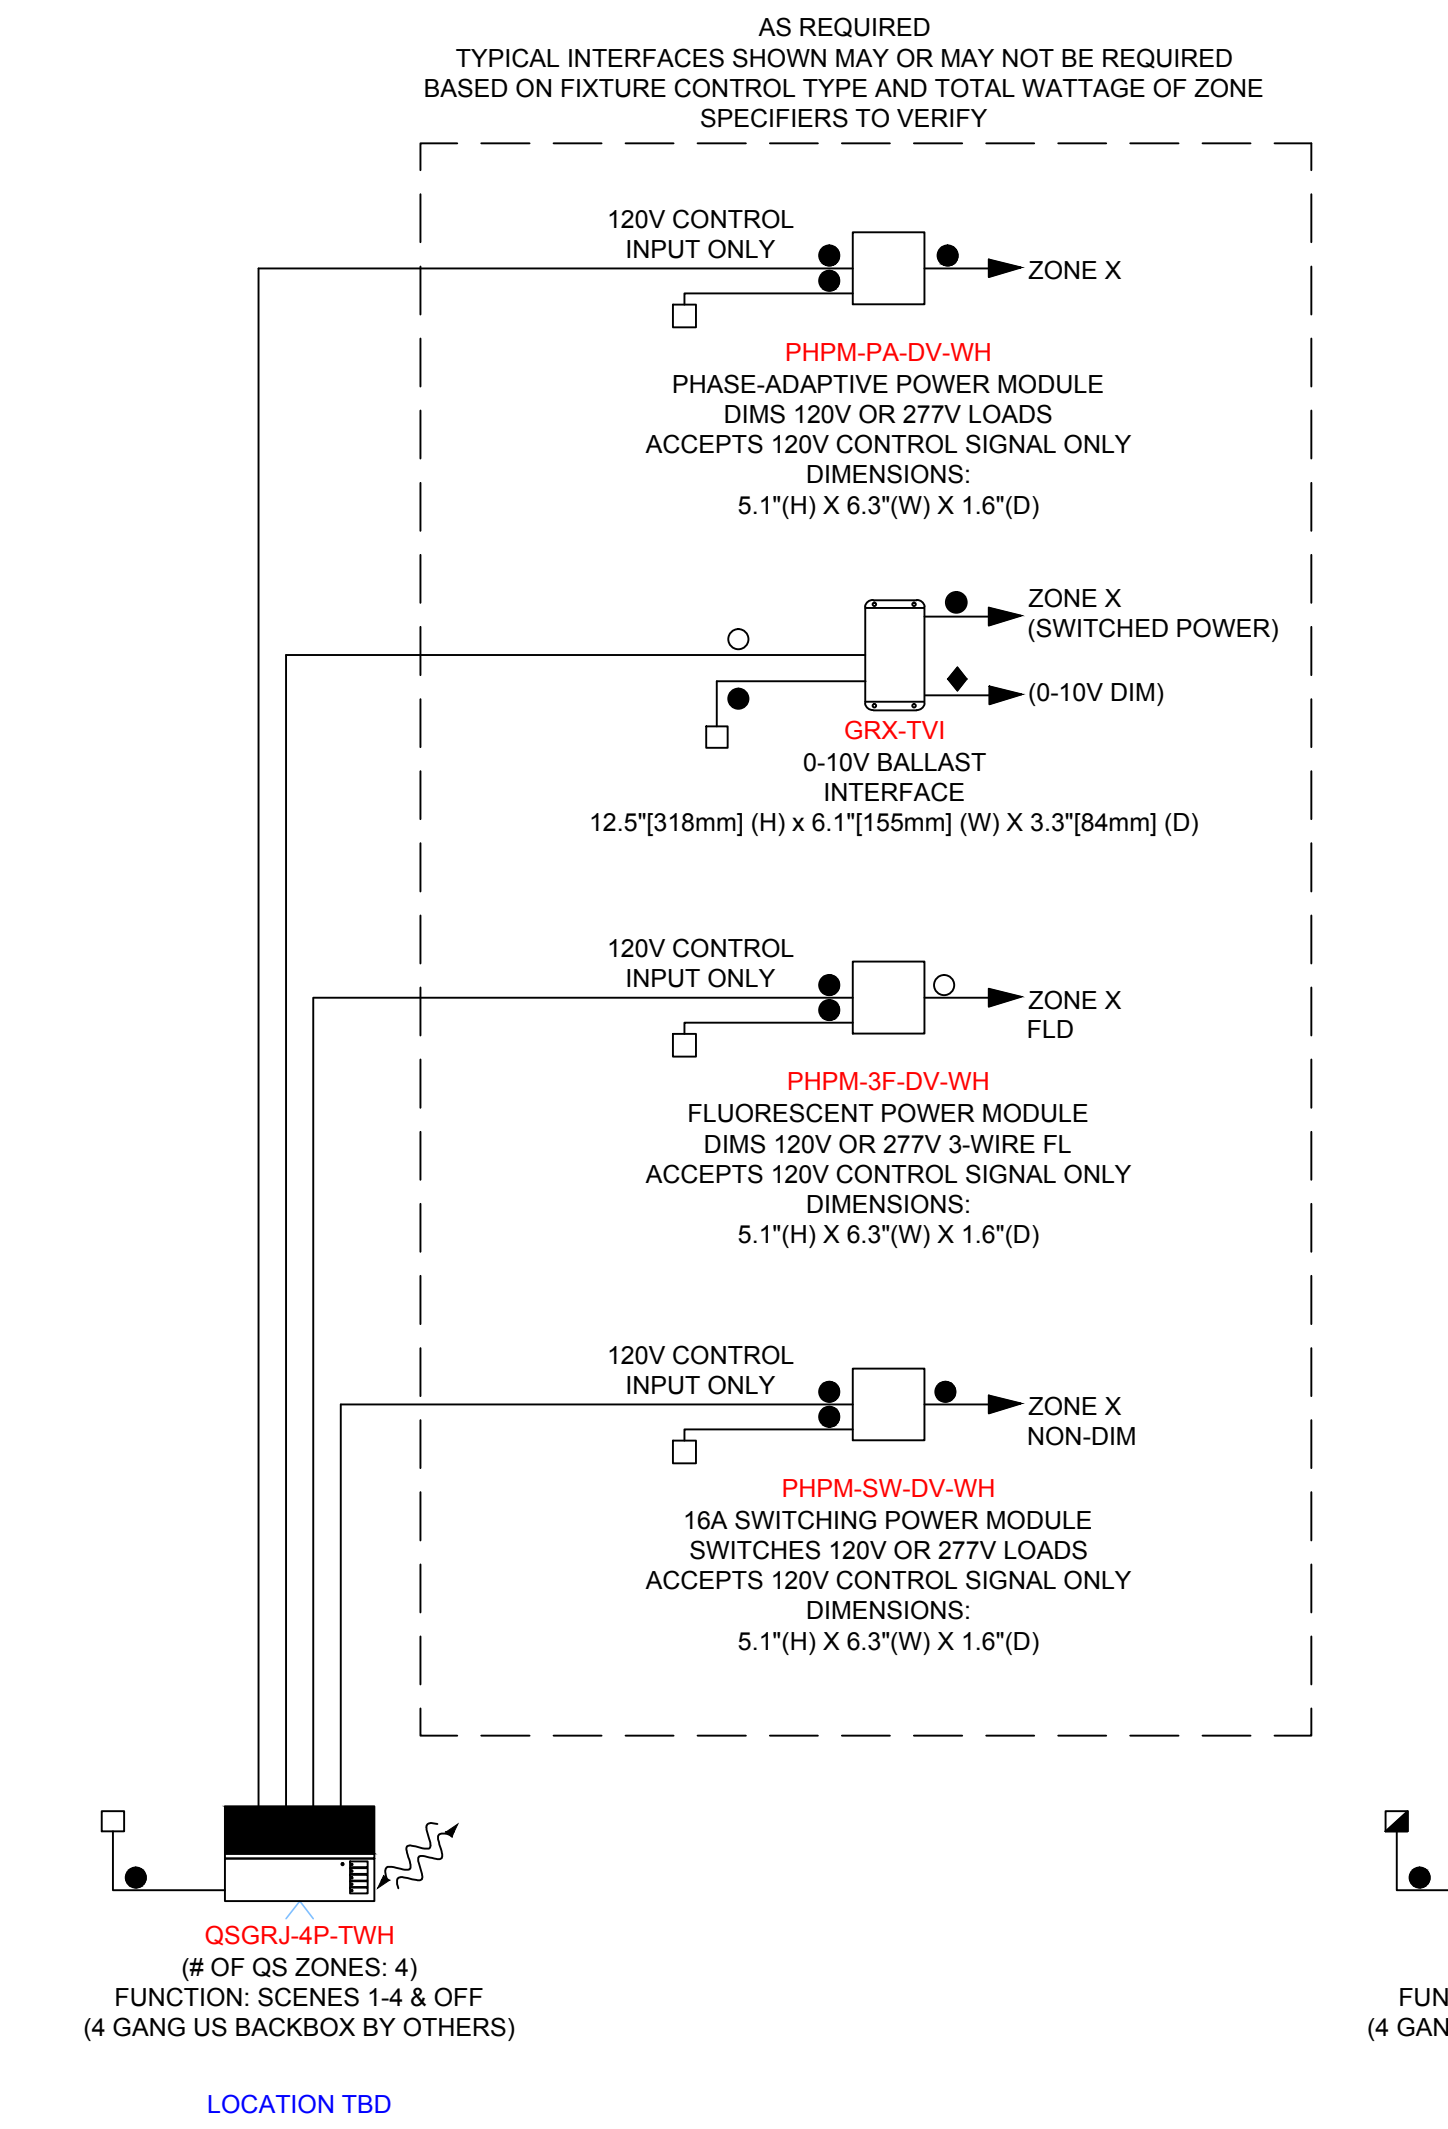 AS REQUIRED
TYPICAL INTERFACES SHOWN MAY OR MAY NOT BE REQUIRED
BASED ON FIXTURE CONTROL TYPE AND TOTAL WATTAGE OF ZONE
SPECIFIERS TO VERIFY
120V CONTROL
INPUT ONLY
ZONE X
PHPM-PA-DV-WH
PHASE-ADAPTIVE POWER MODULE
DIMS 120V OR 277V LOADS
ACCEPTS 120V CONTROL SIGNAL ONLY
DIMENSIONS:
5.1"(H) X 6.3"(W) X 1.6"(D)
ZONE X
(SWITCHED POWER)
(0-10V DIM)
GRX-TVI
0-10V BALLAST
INTERFACE
12.5"[318mm] (H) x 6.1"[155mm] (W) X 3.3"[84mm] (D)
120V CONTROL
INPUT ONLY
ZONE X
FLD
PHPM-3F-DV-WH
FLUORESCENT POWER MODULE
DIMS 120V OR 277V 3-WIRE FL
ACCEPTS 120V CONTROL SIGNAL ONLY
DIMENSIONS:
5.1"(H) X 6.3"(W) X 1.6"(D)
120V CONTROL
INPUT ONLY
ZONE X
NON-DIM
PHPM-SW-DV-WH
16A SWITCHING POWER MODULE
SWITCHES 120V OR 277V LOADS
ACCEPTS 120V CONTROL SIGNAL ONLY
DIMENSIONS:
5.1"(H) X 6.3"(W) X 1.6"(D)
QSGRJ-4P-TWH
(# OF QS ZONES: 4)
FUNCTION: SCENES 1-4 & OFF
(4 GANG US BACKBOX BY OTHERS)
LOCATION TBD
FUN
(4 GAN